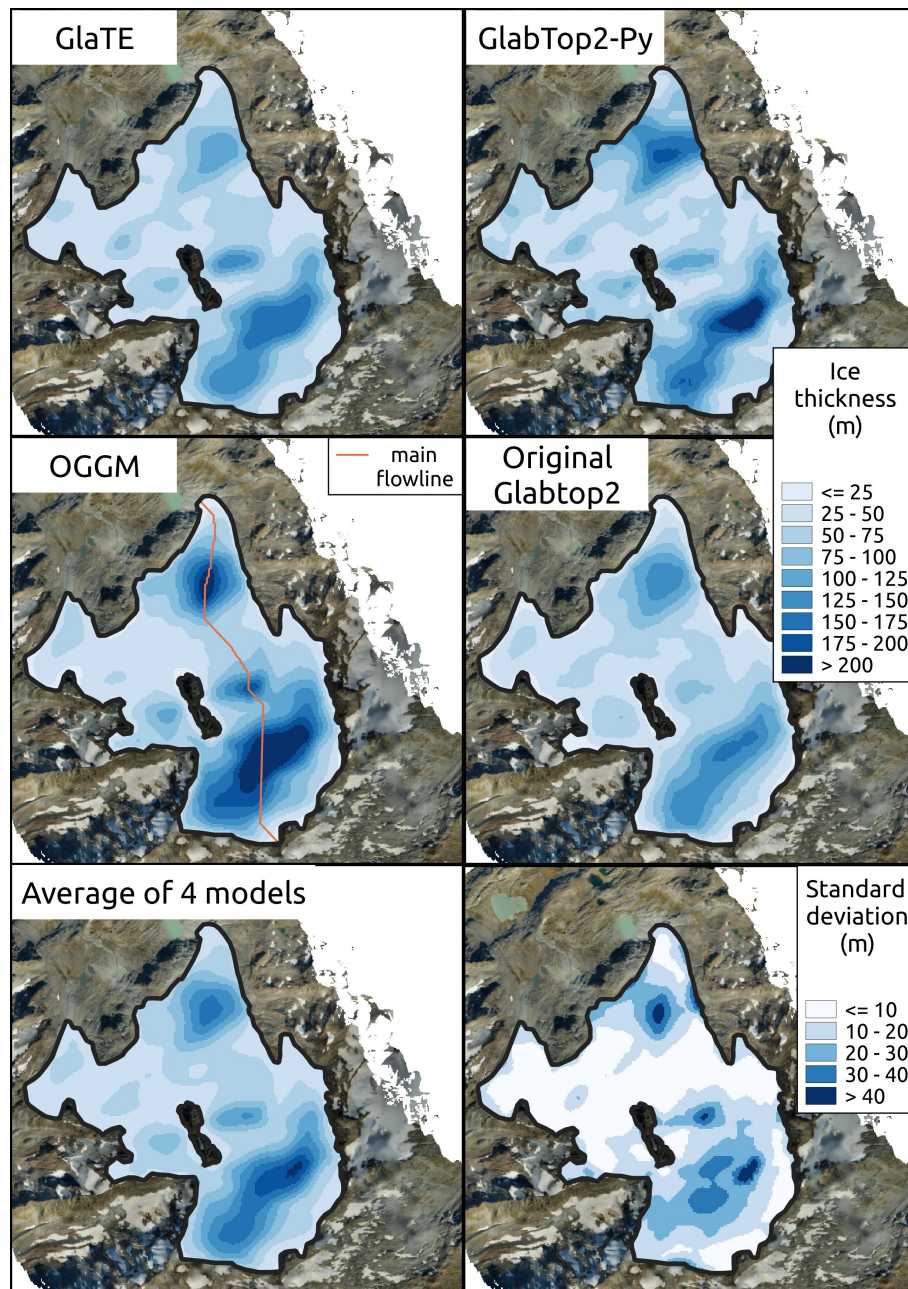 GlaTE
GlabTop2-Py
Ice
thickness
(m)
<= 25
25 - 50
50 - 75
75 - 100
100 - 125
125 - 150
150 - 175
175 - 200
> 200
OGGM
main
flowline
Original
Glabtop2
Average of 4 models
Standard
deviation
(m)
<= 10
10 - 20
20 - 30
30 - 40
> 40